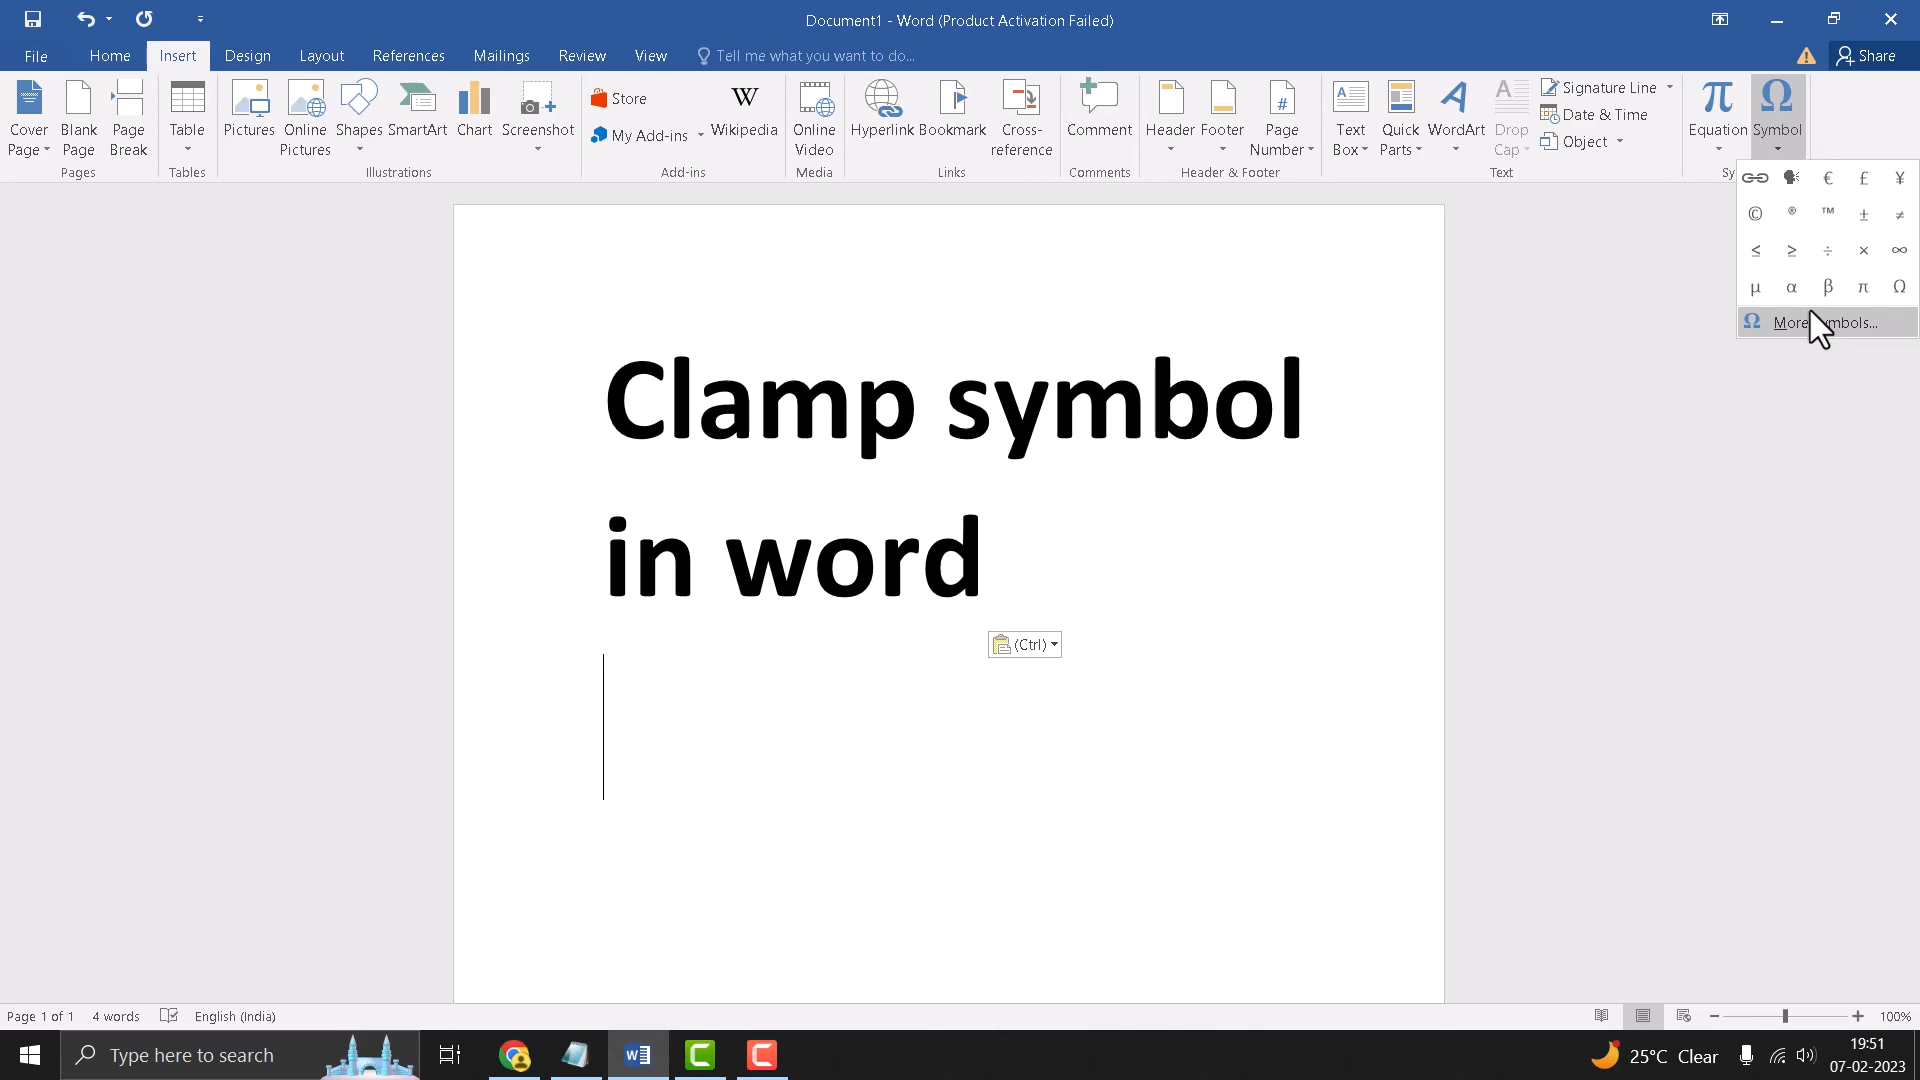 Document1 - Word (Product Activation Failed)
File Home Insert Design Layout References Mailings Review View Tell me what you want to do... Share
Cover Page Blank Page Page Break
Pages
Table
Tables
Pictures Online Pictures Shapes SmartArt Chart Screenshot
Illustrations
Store
My Add-ins
Wikipedia
Add-ins
Online Video
Media
Hyperlink Bookmark Cross-reference
Links
Comment
Comments
Header Footer Page Number
Header & Footer
Text Box Quick Parts WordArt Drop Cap
Signature Line
Date & Time
Object
Text
Equation Symbol
Sy
€ £ ¥
© ® ™ ± ≠
≤ ≥ ÷ × ∞
µ α β π Ω
Clamp symbol
in word
(Ctrl)
Page 1 of 1 4 words English (India) 100%
Type here to search
25°C Clear
19:51
07-02-2023